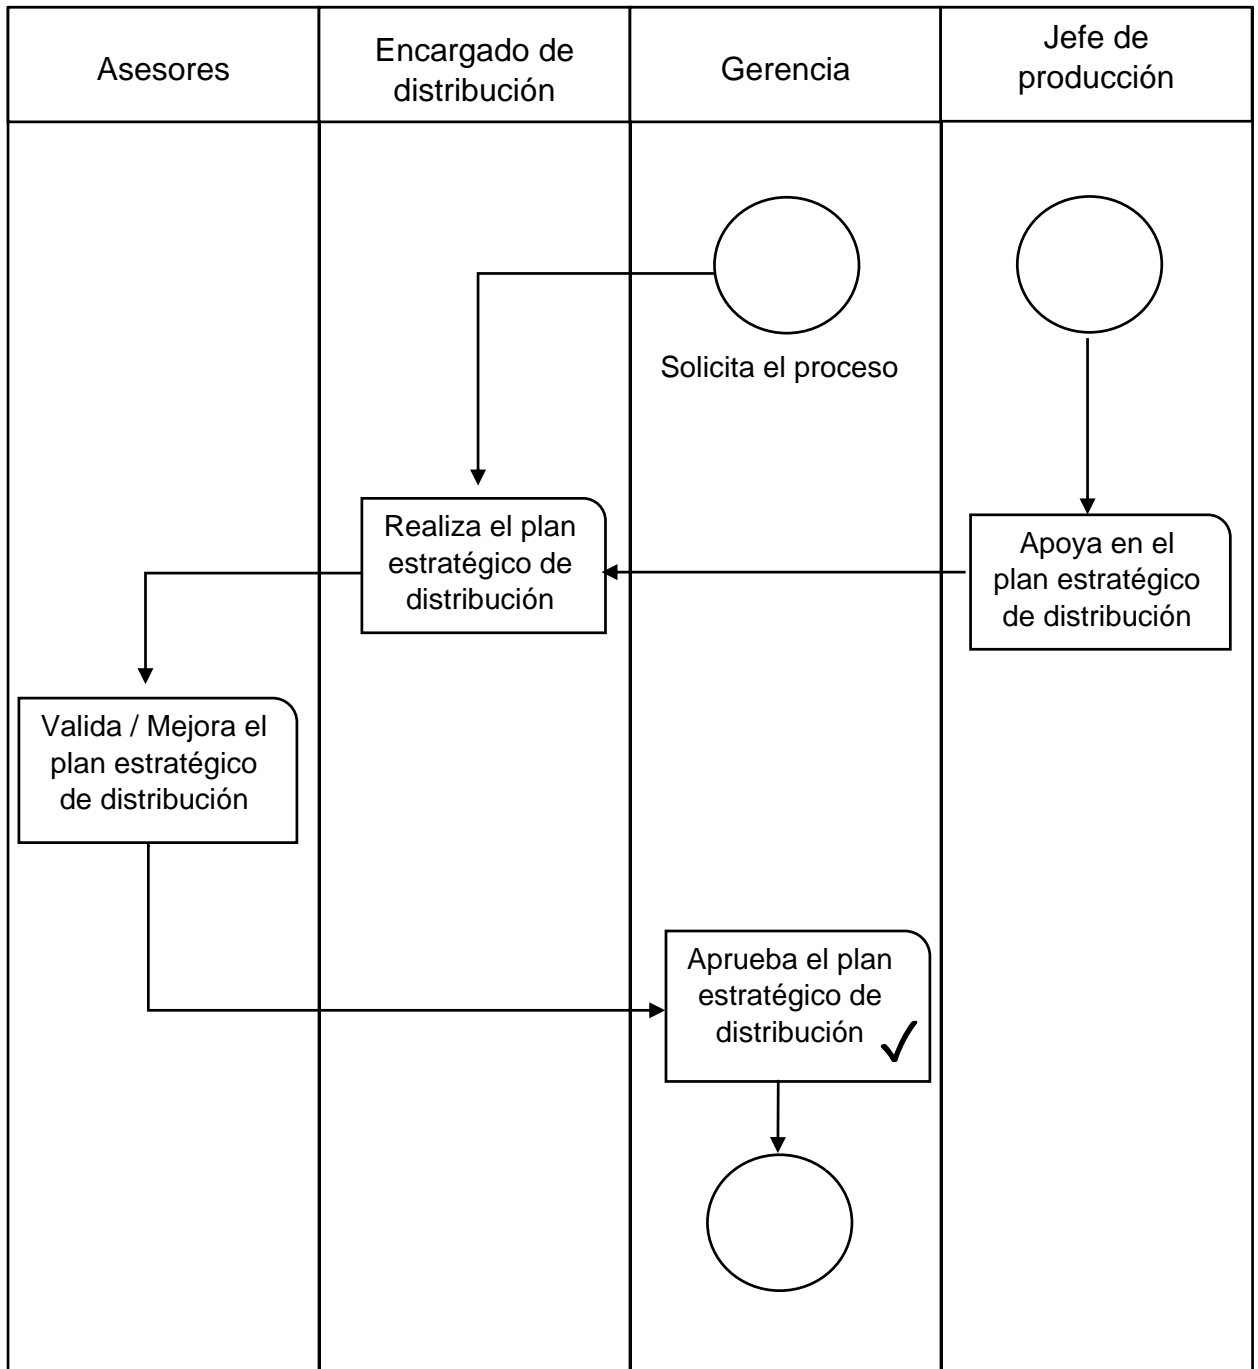 Asesores
Encargado de
distribución
Gerencia
Jefe de
producción
Solicita el proceso
Realiza el plan
estratégico de
distribución
Apoya en el
plan estratégico
de distribución
Valida / Mejora el
plan estratégico
de distribución
Aprueba el plan
estratégico de
distribución